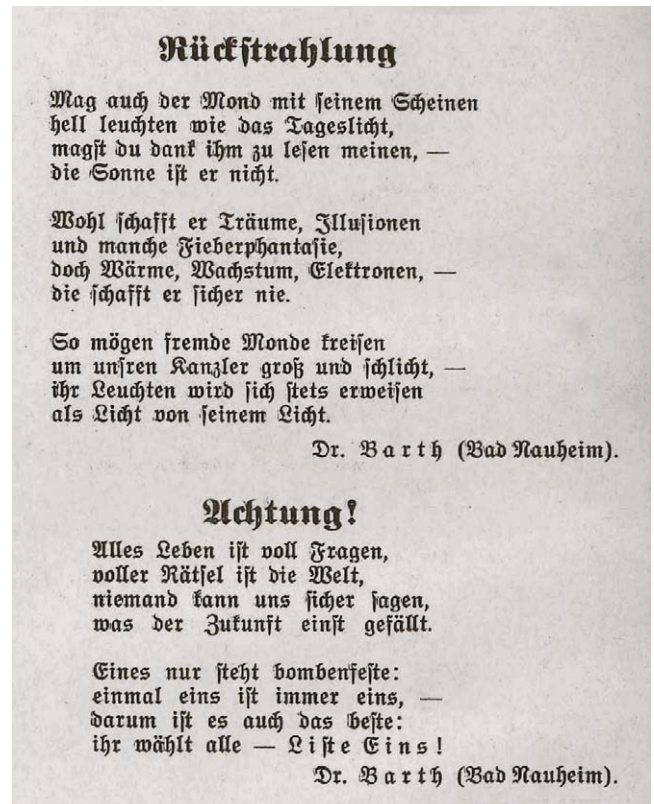 Rückstrahlung
Mag auch der Mond mit seinem Scheinen
hell leuchten wie das Tageslicht,
magst du dank ihm zu lesen meinen, —
die Sonne ist er nicht.
Wohl schafft er Träume, Illusionen
und manche Fieberphantasie,
doch Wärme, Wachstum, Elektronen, —
die schafft er sicher nie.
So mögen fremde Monde kreisen
um unsren Kanzler groß und schlicht, —
ihr Leuchten wird sich stets erweisen
als Licht von seinem Licht.
Dr. Barth (Bad Nauheim).
Achtung!
Alles Leben ist voll Fragen,
voller Rätsel ist die Welt,
niemand kann uns sicher sagen,
was der Zukunft einst gefällt.
Eines nur steht bombenfeste:
einmal eins ist immer eins, —
darum ist es auch das beste:
ihr wählt alle — Liste Eins!
Dr. Barth (Bad Nauheim).